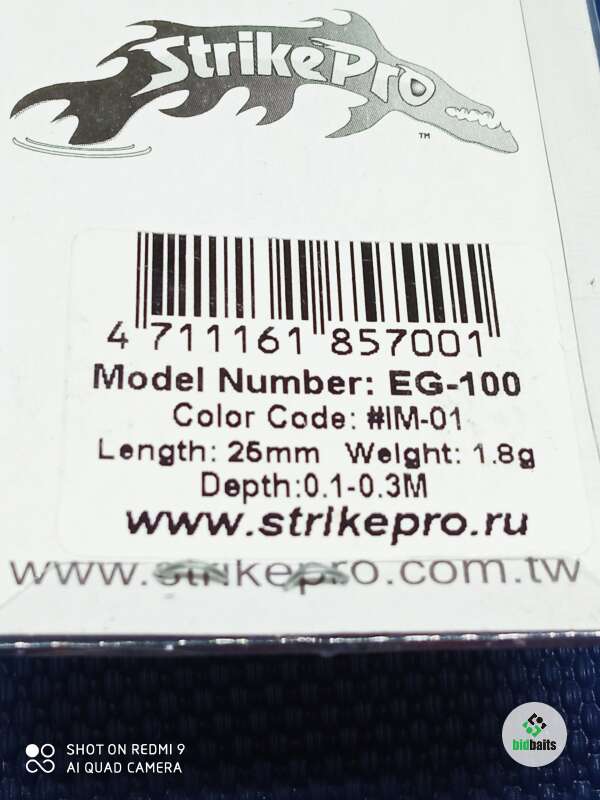 StrikePro
TM
4 711161 857001
Model Number: EG-100
Color Code: #IM-01
Length: 25mm Weight: 1.8g
Depth:0.1-0.3M
www.strikepro.ru
www.strikepro.com.tw
SHOT ON REDMI 9
AI QUAD CAMERA
bidbaits